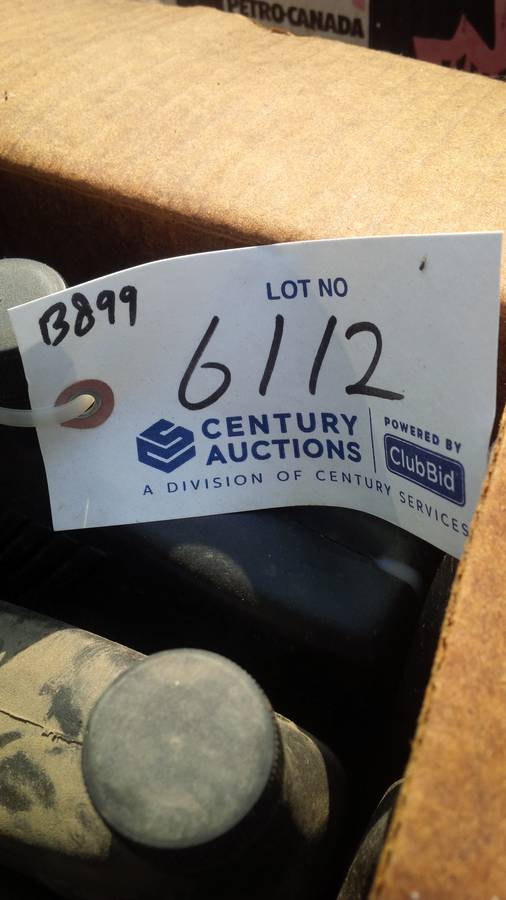 PETRO-CANADA
B899
LOT NO
6112
CENTURY
AUCTIONS
A DIVISION OF CENTURY SERVICES
POWERED BY
ClubBid